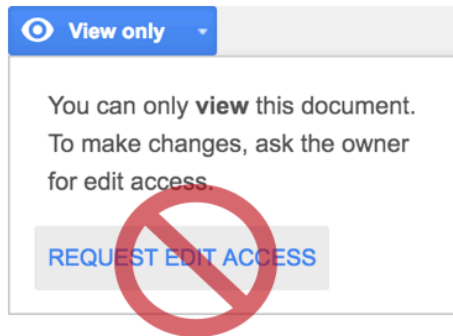 View only
You can only view this document.
To make changes, ask the owner
for edit access.
REQUEST EDIT ACCESS